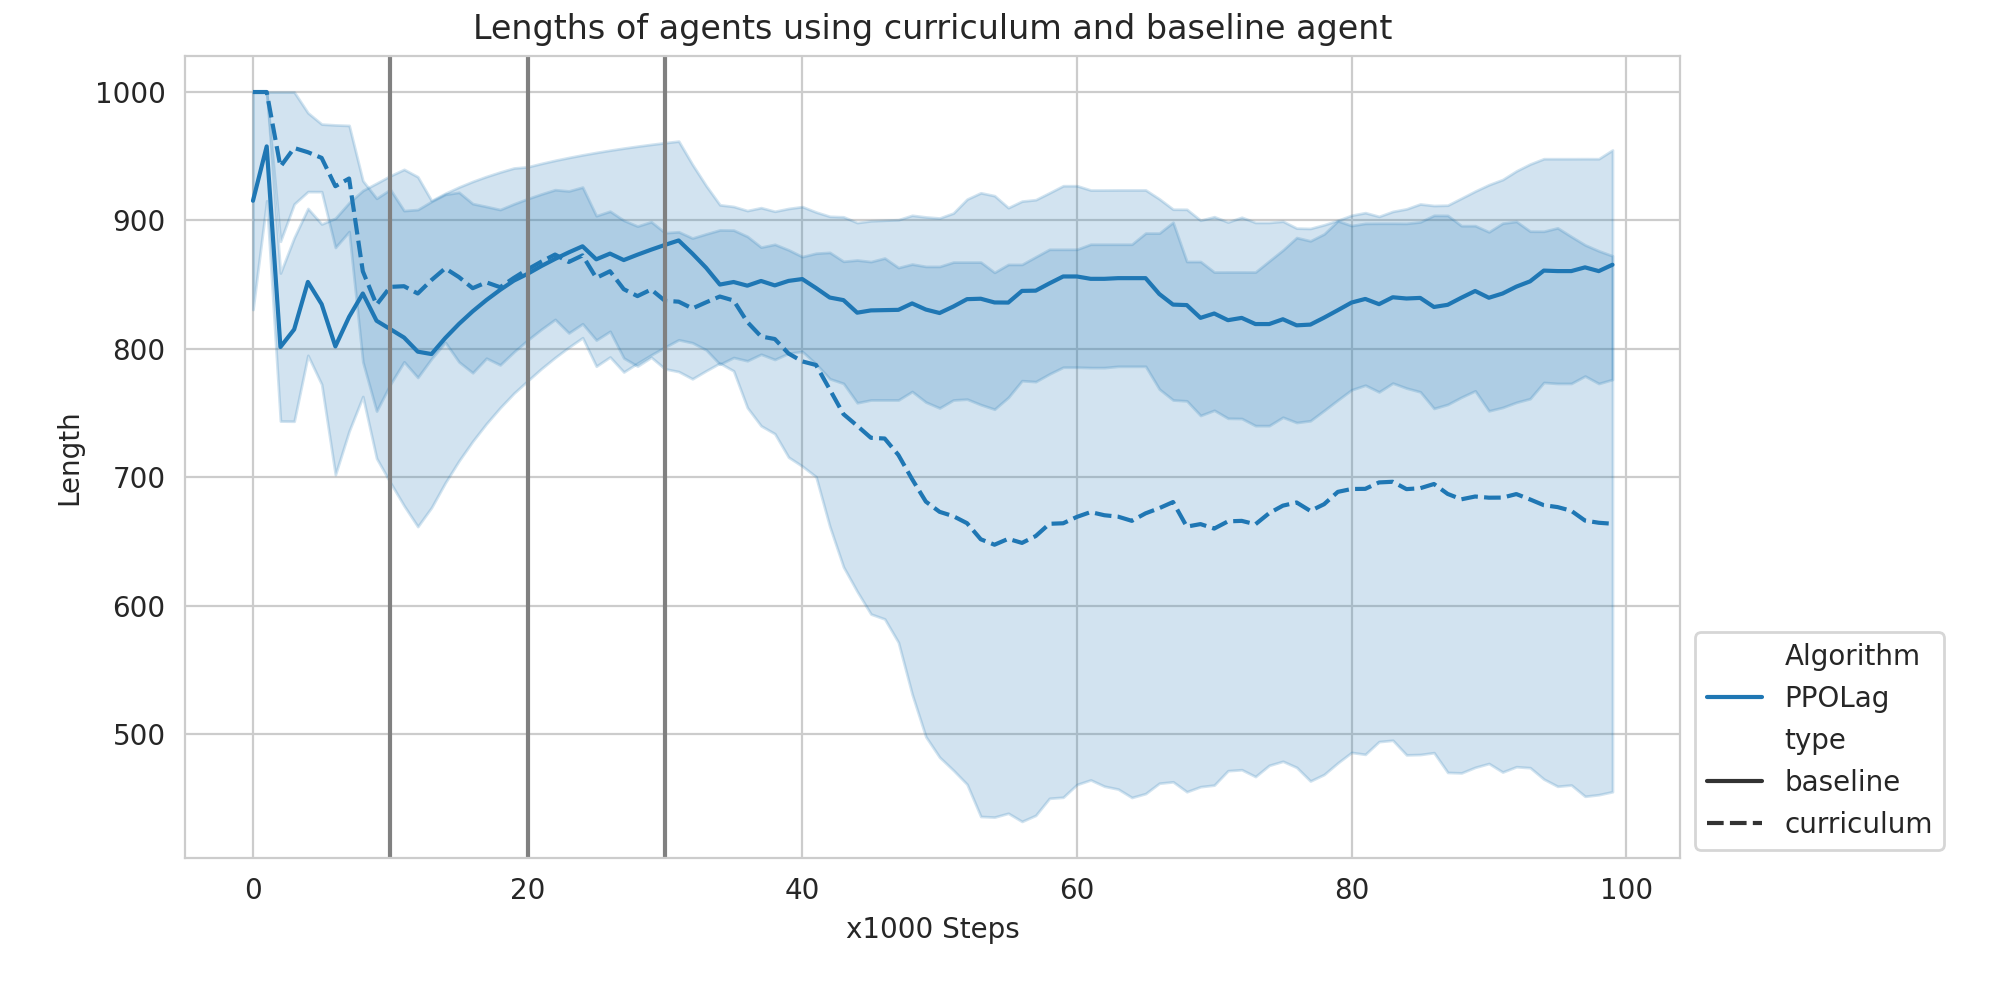 Lengths of agents using curriculum and baseline agent
1000
900
800
700
600
500
Length
0 20 40 60 80 100
x1000 Steps
Algorithm
PPOLag
type
baseline
curriculum